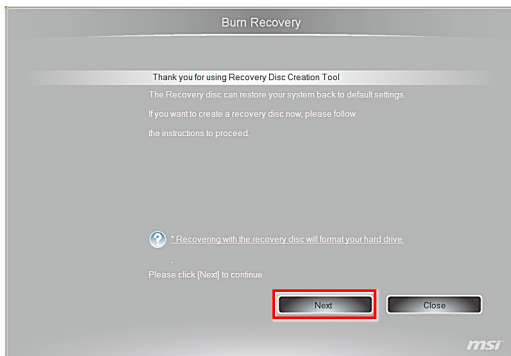 Burn Recovery
Thank you for using Recovery Disc Creation Tool
The Recovery disc can restore your system back to default settings.
If you want to create a recovery disc now, please follow
the instructions to proceed.
* Recovering with the recovery disc will format your hard drive.
.
Please click [Next] to continue
Next Close
msi